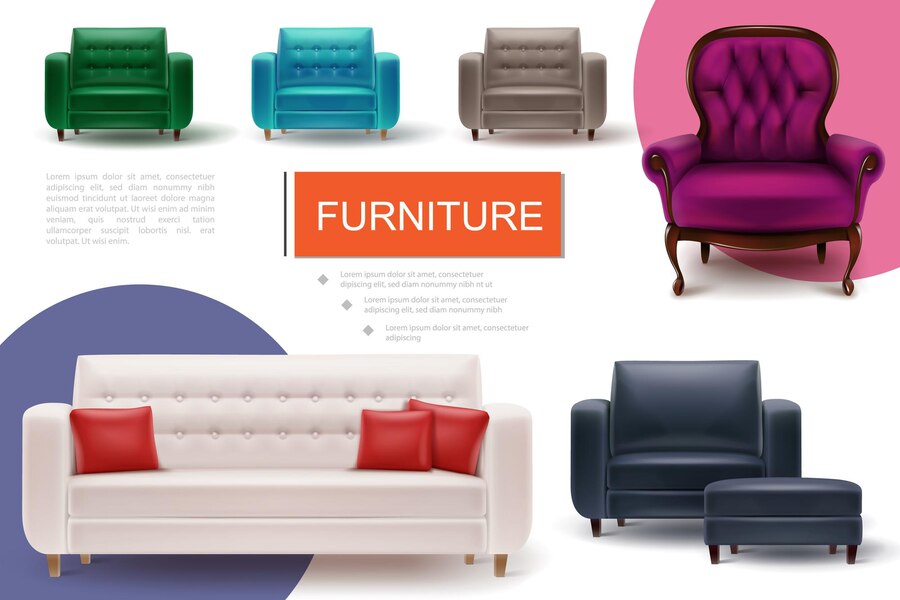 Lorem ipsum dolor sit amet, consectetuer
adipiscing elit, sed diam nonummy nibh
euismod tincidunt ut laoreet dolore magna
aliquam erat volutpat. Ut wisi enim ad minim
veniam, quis nostrud exerci tation
ullamcorper suscipit lobortis nisl. erat
volutpat. Ut wisi enim.
FURNITURE
Lorem ipsum dolor sit amet, consectetuer
dipiscing elit, sed diam nonummy nt ut
Lorem ipsum dolor sit amet, consectetuer
adipiscing elit, sed diam nonummy nibh
Lorem ipsum dolor sit amet, consectetuer
adipiscing